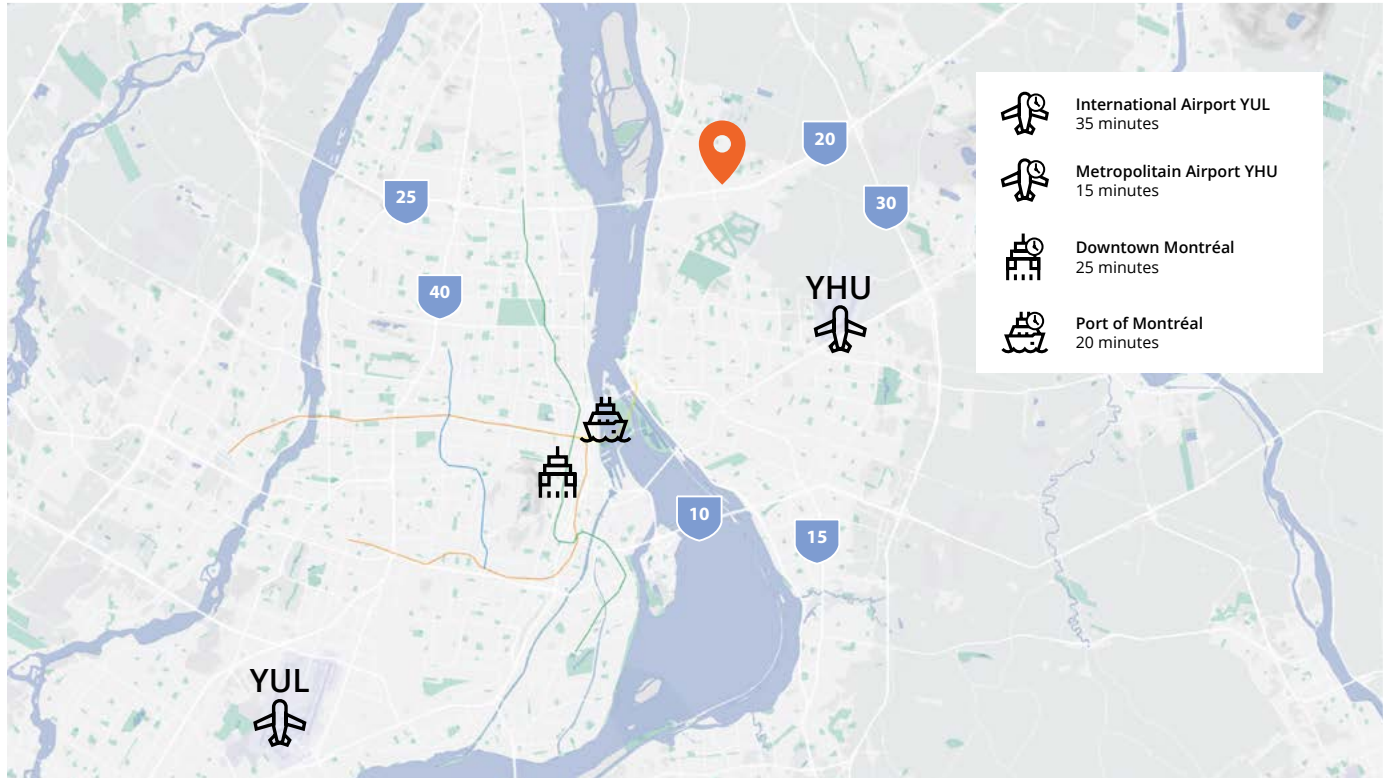 20
25
30
40
YHU
10
15
YUL
International Airport YUL
35 minutes
Metropolitain Airport YHU
15 minutes
Downtown Montréal
25 minutes
Port of Montréal
20 minutes